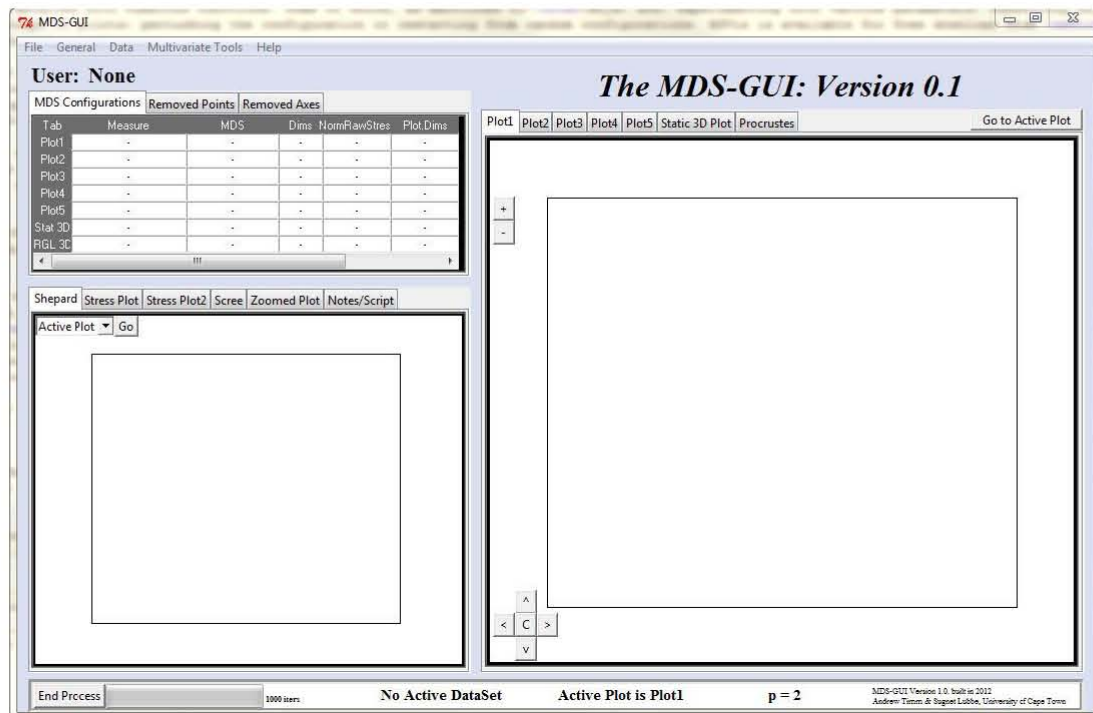 MDS-GUI
File General Data Multivariate Tools Help
User: None
The MDS-GUI: Version 0.1
MDS Configurations Removed Points Removed Axes
Tab Measure MDS Dims NormRawStres Plot.Dims
Plot1 - - - - -
Plot2 - - - - -
Plot3 - - - - -
Plot4 - - - - -
Plot5 - - - - -
Stat 3D - - - - -
RGL 3D - - - - -
Plot1 Plot2 Plot3 Plot4 Plot5 Static 3D Plot Procrustes Go to Active Plot
+
-
Shepard Stress Plot Stress Plot2 Scree Zoomed Plot Notes/Script
Active Plot Go
^
< C >
v
End Process 1000 iters No Active DataSet Active Plot is Plot1 p = 2
MDS-GUI Version 1.0, built in 2012
Andrew Timm & Sugnet Lubbe, University of Cape Town